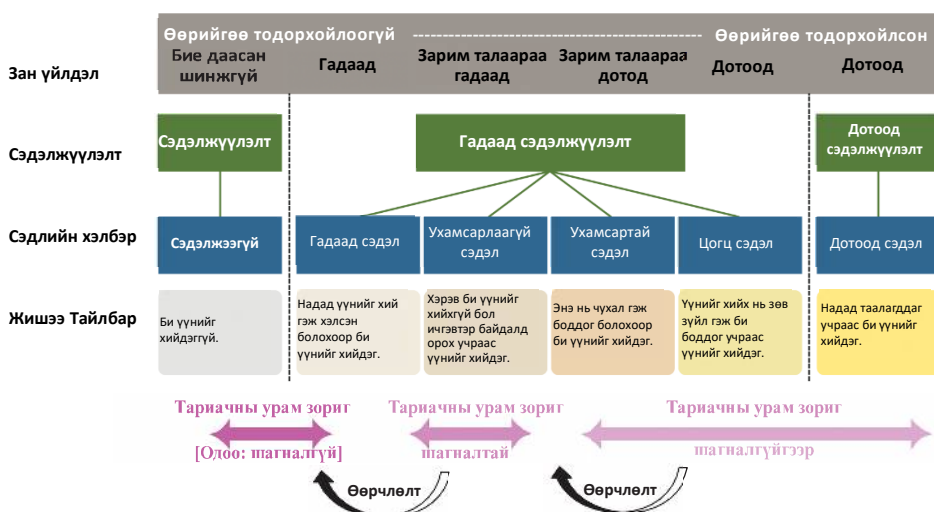 Өөрийгөө тодорхойлоогүй ---------------------------------------- Өөрийгөө тодорхойлсон
Зан үйлдэл
Бие даасан
шинжгүй
Гадаад
Зарим талаараа
гадаад
Зарим талаараа
дотод
Дотоод
Дотоод
Сэдэлжүүлэлт
Сэдэлжүүлэлт
Гадаад сэдэлжүүлэлт
Дотоод
сэдэлжүүлэлт
Сэдлийн хэлбэр
Сэдэлжээгүй
Гадаад сэдэл
Ухамсарлаагүй
сэдэл
Ухамсартай
сэдэл
Цогц сэдэл
Дотоод сэдэл
Жишээ Тайлбар
Би үүнийг
хийдэггүй.
Надад үүнийг хий
гэж хэлсэн
болохоор би
үүнийг хийдэг.
Хэрэв би үүнийг
хийхгүй бол
ичгэвтэр байдалд
орох учраас
үүнийг хийдэг.
Энэ нь чухал гэж
боддог болохоор
би үүнийг хийдэг.
Үүнийг хийх нь зөв
зүйл гэж би
боддог учраас
үүнийг хийдэг.
Надад таалагддаг
учраас би үүнийг
хийдэг.
Тариачны урам зориг
[Одоо: шагналгүй]
Тариачны урам зориг
шагналтай
Тариачны урам зориг
шагналгүйгээр
Өөрчлөлт
Өөрчлөлт